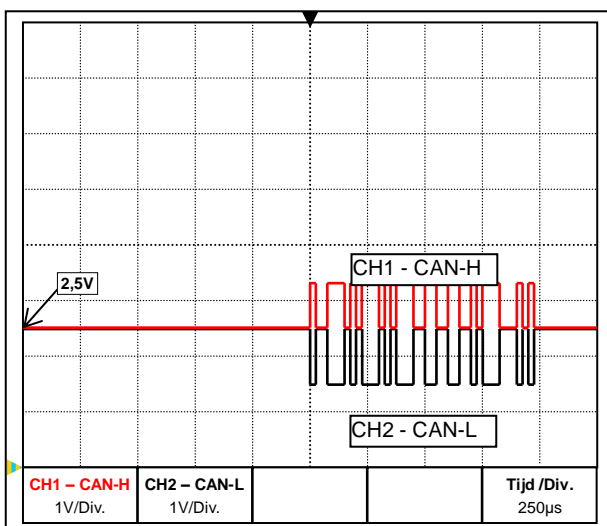 CH1 - CAN-H
2,5V
CH2 - CAN-L
CH1 – CAN-H
1V/Div.
CH2 – CAN-L
1V/Div.
Tijd /Div.
250µs